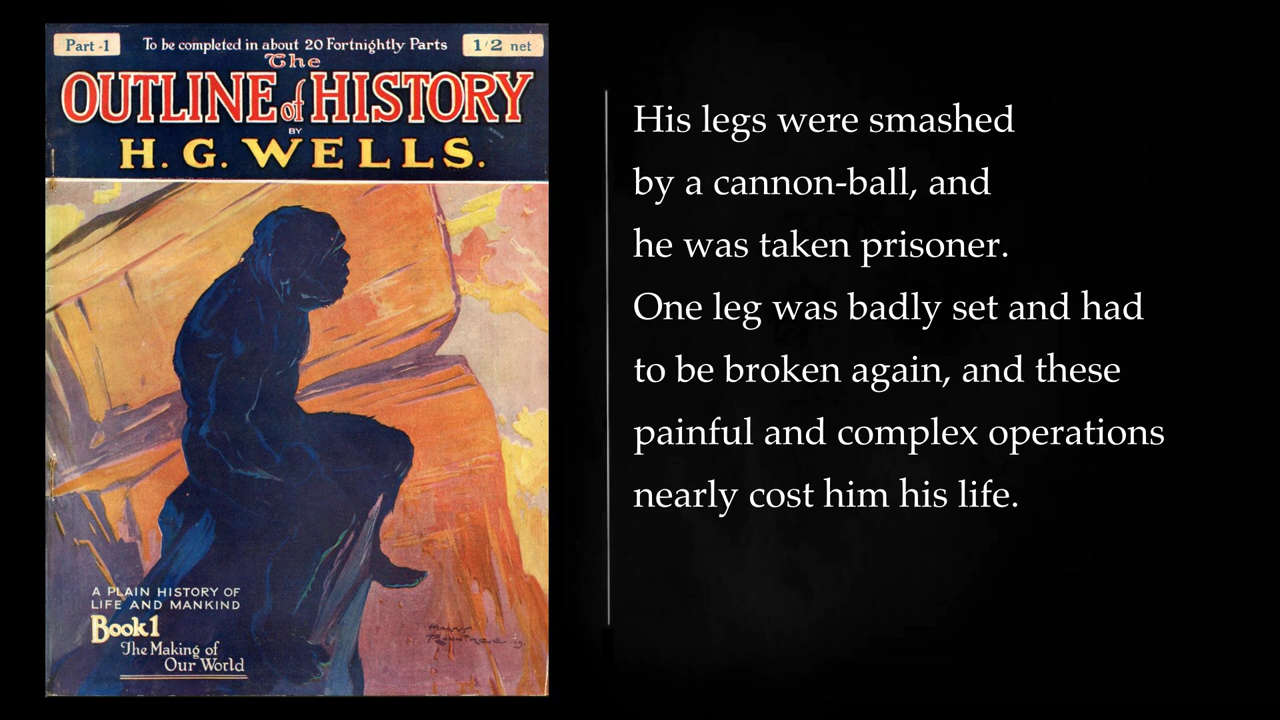 Part -1
To be completed in about 20 Fortnightly Parts
1/2 net
The
OUTLINE of HISTORY
BY
H. G. WELLS.
A PLAIN HISTORY OF
LIFE AND MANKIND
Book 1
The Making of
Our World
His legs were smashed
by a cannon-ball, and
he was taken prisoner.
One leg was badly set and had
to be broken again, and these
painful and complex operations
nearly cost him his life.